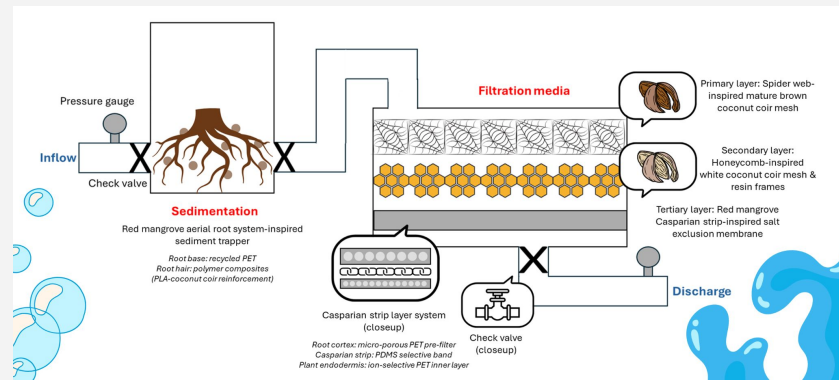 Pressure gauge
Inflow
Check valve
Sedimentation
Red mangrove aerial root system-inspired
sediment trapper
Root base: recycled PET
Root hair: polymer composites
(PLA-coconut coir reinforcement)
Filtration media
Primary layer: Spider web-
inspired mature brown
coconut coir mesh
Secondary layer:
Honeycomb-inspired
white coconut coir mesh &
resin frames
Tertiary layer: Red mangrove
Casparian strip-inspired salt
exclusion membrane
Casparian strip layer system
(closeup)
Root cortex: micro-porous PET pre-filter
Casparian strip: PDMS selective band
Plant endodermis: ion-selective PET inner layer
Check valve
(closeup)
Discharge